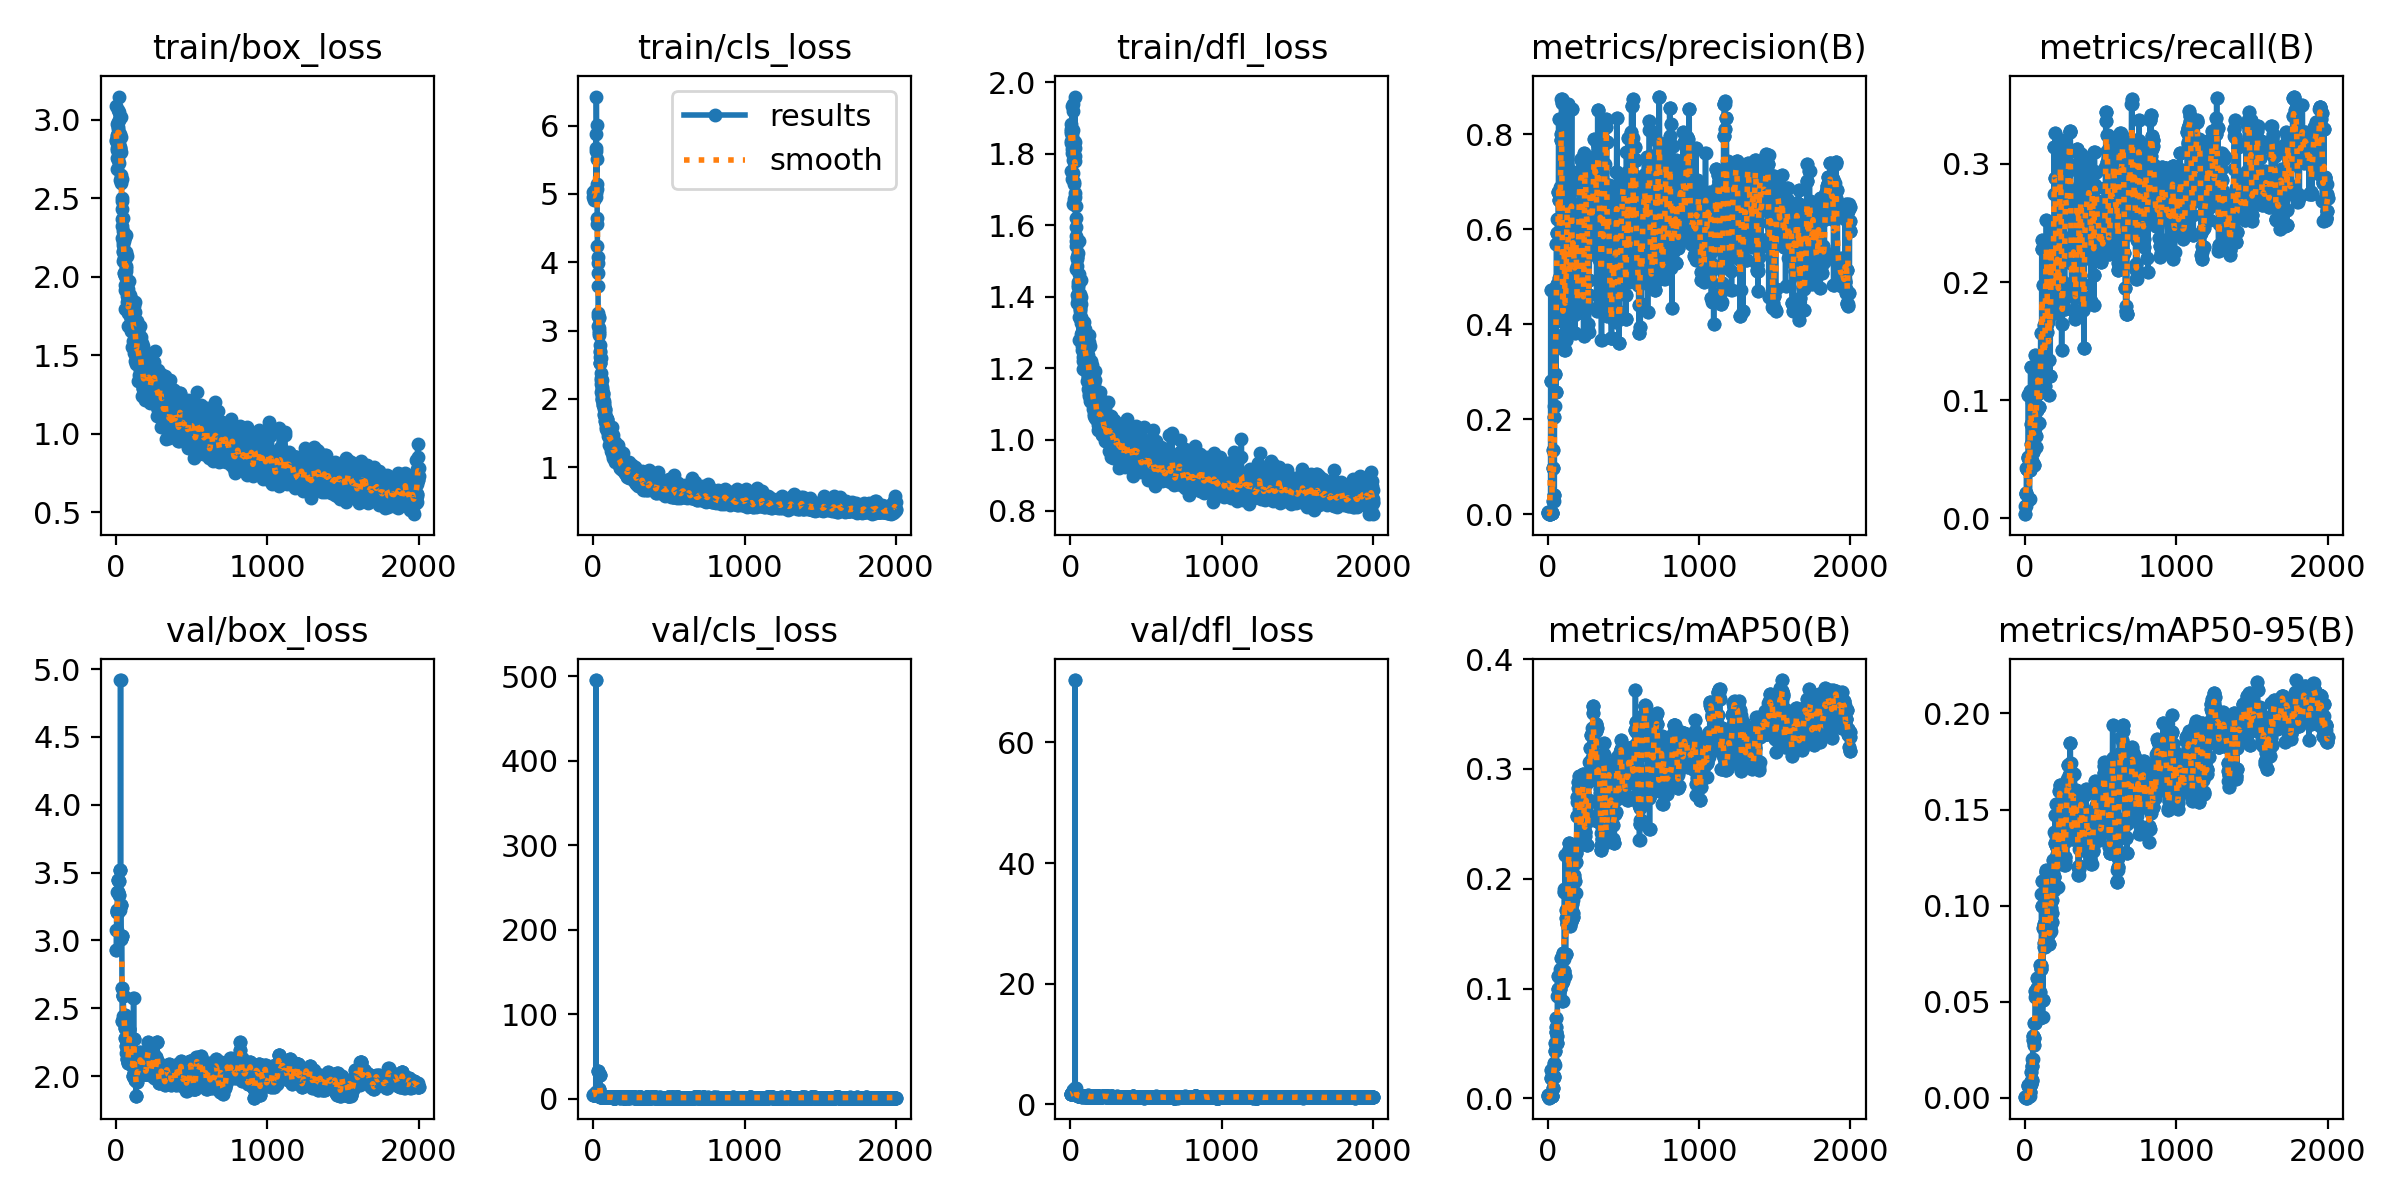 train/box_loss
3.0
2.5
2.0
1.5
1.0
0.5
0 1000 2000
train/cls_loss
results
smooth
6
5
4
3
2
1
0 1000 2000
train/dfl_loss
2.0
1.8
1.6
1.4
1.2
1.0
0.8
0 1000 2000
metrics/precision(B)
0.8
0.6
0.4
0.2
0.0
0 1000 2000
metrics/recall(B)
0.3
0.2
0.1
0.0
0 1000 2000
val/box_loss
5.0
4.5
4.0
3.5
3.0
2.5
2.0
0 1000 2000
val/cls_loss
500
400
300
200
100
0
0 1000 2000
val/dfl_loss
60
40
20
0
0 1000 2000
metrics/mAP50(B)
0.4
0.3
0.2
0.1
0.0
0 1000 2000
metrics/mAP50-95(B)
0.20
0.15
0.10
0.05
0.00
0 1000 2000